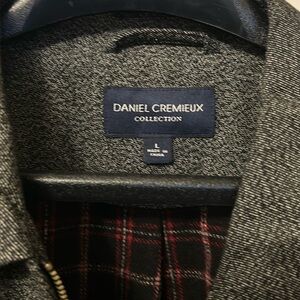 DANIEL CREMIEUX
COLLECTION
L
MADE IN
CHINA